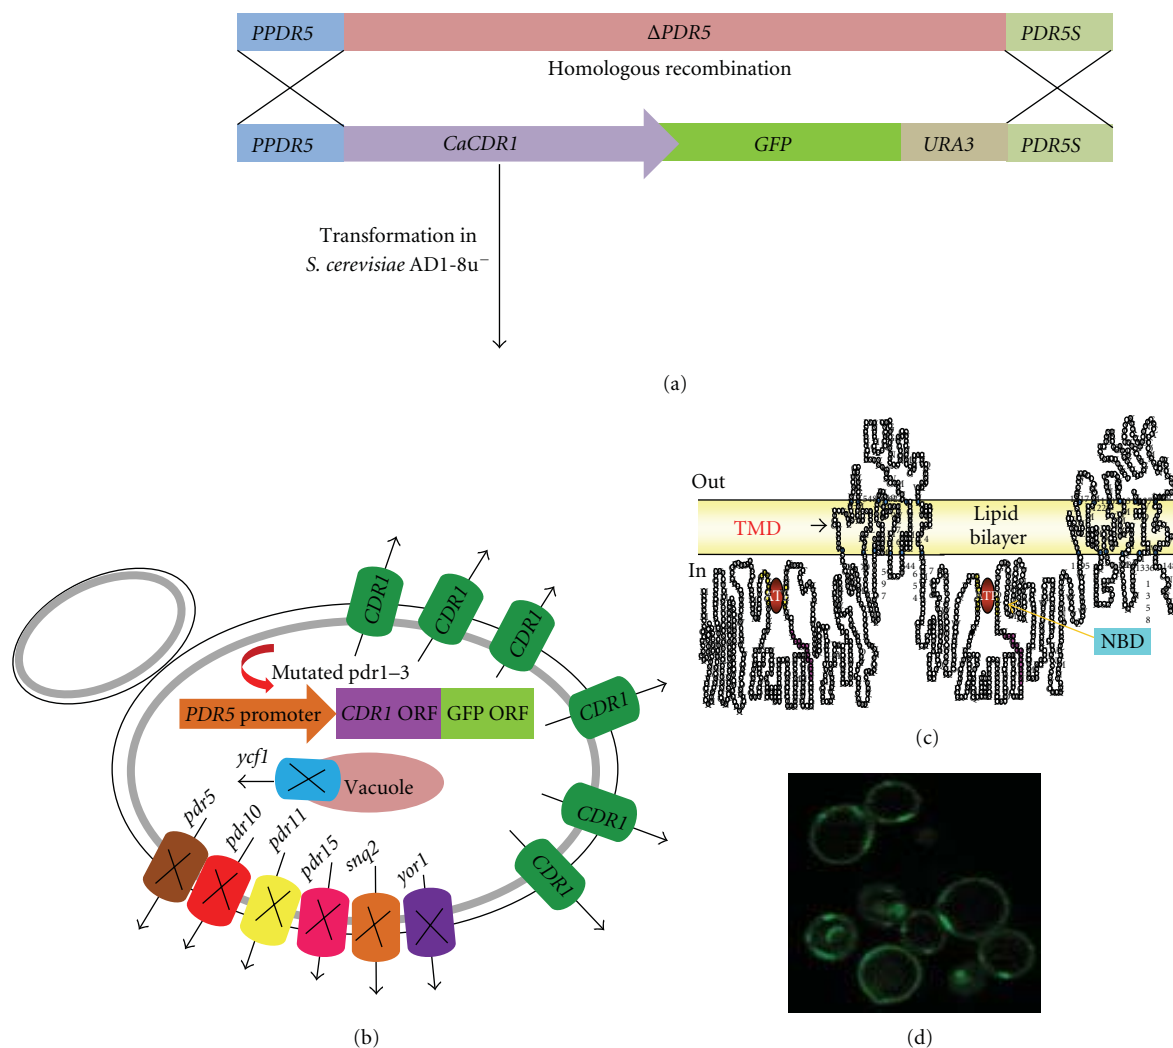 PPDR5
ΔPDR5
PDR5S
Homologous recombination
PPDR5
CaCDR1
GFP
URA3
PDR5S
Transformation in
S. cerevisiae AD1-8u⁻
(a)
CDR1
CDR1
CDR1
CDR1
CDR1
CDR1
Mutated pdr1–3
PDR5 promoter
CDR1 ORF
GFP ORF
ycf1
Vacuole
pdr5
pdr10
pdr11
pdr15
snq2
yor1
(b)
Out
TMD
Lipid
bilayer
In
NBD
(c)
(d)